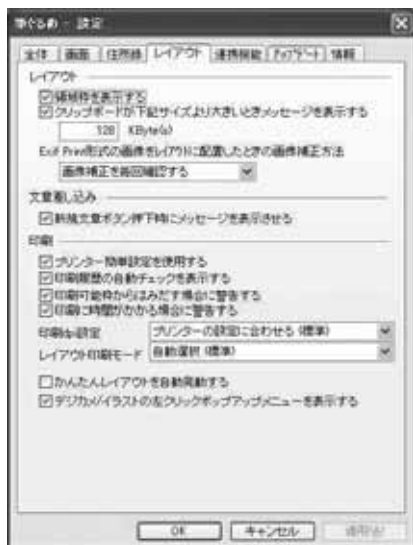 筆ぐるめ - 設定
全体 画面 住所録 レイアウト 連携機能 アップデート 情報
レイアウト
領域枠を表示する
クリップボードが下記サイズより大きいときメッセージを表示する
128 KByte(s)
Exif Print形式の画像をレイアウトに配置したときの画像補正方法
画像補正を毎回確認する
文章差し込み
新規文章ボタン押下時にメッセージを表示させる
印刷
プリンター簡単設定を使用する
印刷履歴の自動チェックを表示する
印刷可能枠からはみだす場合に警告する
印刷に時間がかかる場合に警告する
印刷dpi設定 プリンターの設定に合わせる (標準)
レイアウト印刷モード 自動選択 (標準)
かんたんレイアウトを自動発動する
デジカメ/イラストの左クリックポップアップメニューを表示する
OK キャンセル 適用(A)